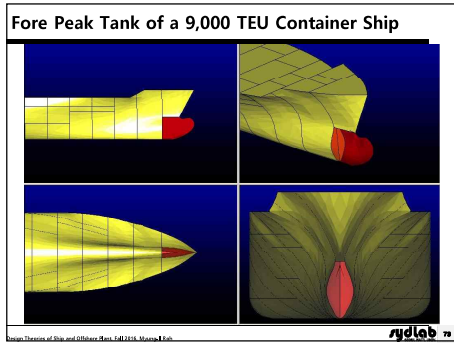 Fore Peak Tank of a 9,000 TEU Container Ship
Design Theories of Ship and Offshore Plant, Fall 2016, Myung-Il Roh
sydlab 78